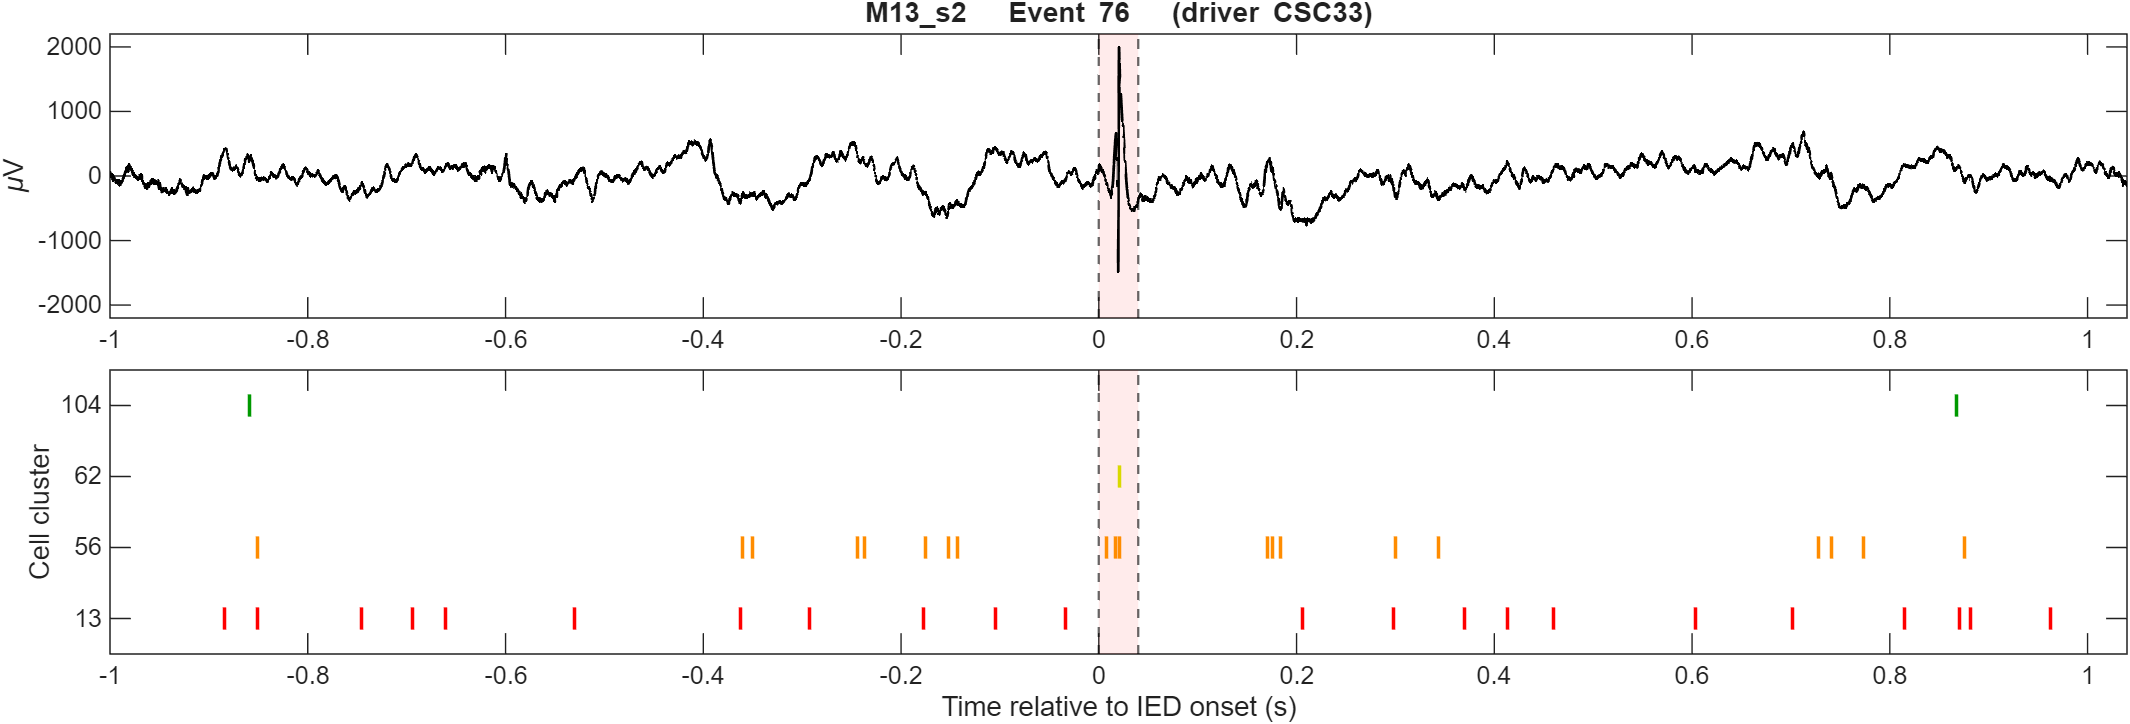 M13_s2 Event 76 (driver CSC33)
2000
1000
0
-1000
-2000
µV
-1 -0.8 -0.6 -0.4 -0.2 0 0.2 0.4 0.6 0.8 1
104
62
56
13
Cell cluster
-1 -0.8 -0.6 -0.4 -0.2 0 0.2 0.4 0.6 0.8 1
Time relative to IED onset (s)